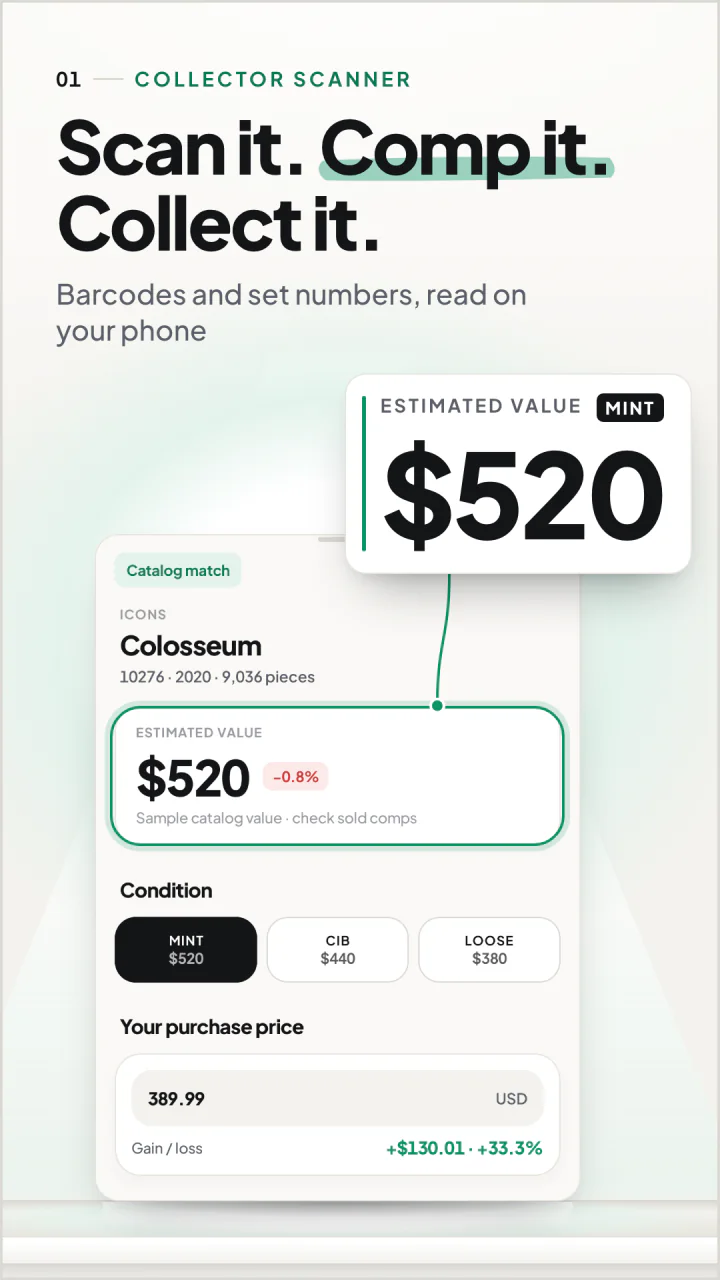 01 — COLLECTOR SCANNER
Scan it. Comp it.
Collect it.
Barcodes and set numbers, read on
your phone
ESTIMATED VALUE MINT
$520
Catalog match
ICONS
Colosseum
10276 · 2020 · 9,036 pieces
ESTIMATED VALUE
$520 -0.8%
Sample catalog value · check sold comps
Condition
MINT CIB LOOSE
$520 $440 $380
Your purchase price
389.99 USD
Gain / loss +$130.01 · +33.3%